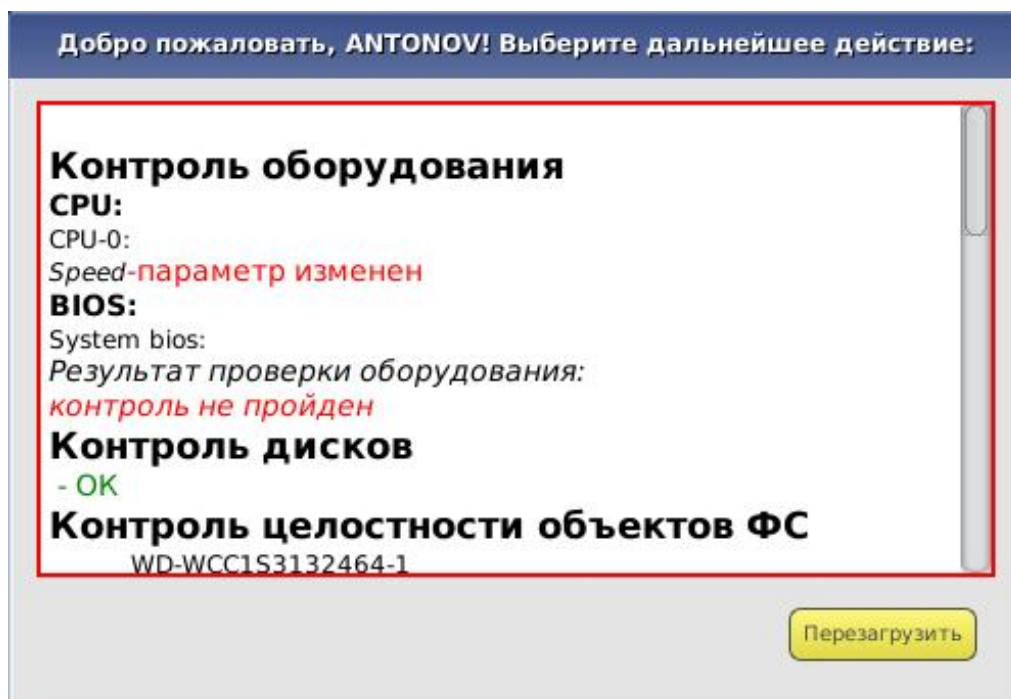 Добро пожаловать, ANTONOV! Выберите дальнейшее действие:
Контроль оборудования
CPU:
CPU-0:
Speed-параметр изменен
BIOS:
System bios:
Результат проверки оборудования:
контроль не пройден
Контроль дисков
- ОК
Контроль целостности объектов ФС
WD-WCC1S3132464-1
Перезагрузить